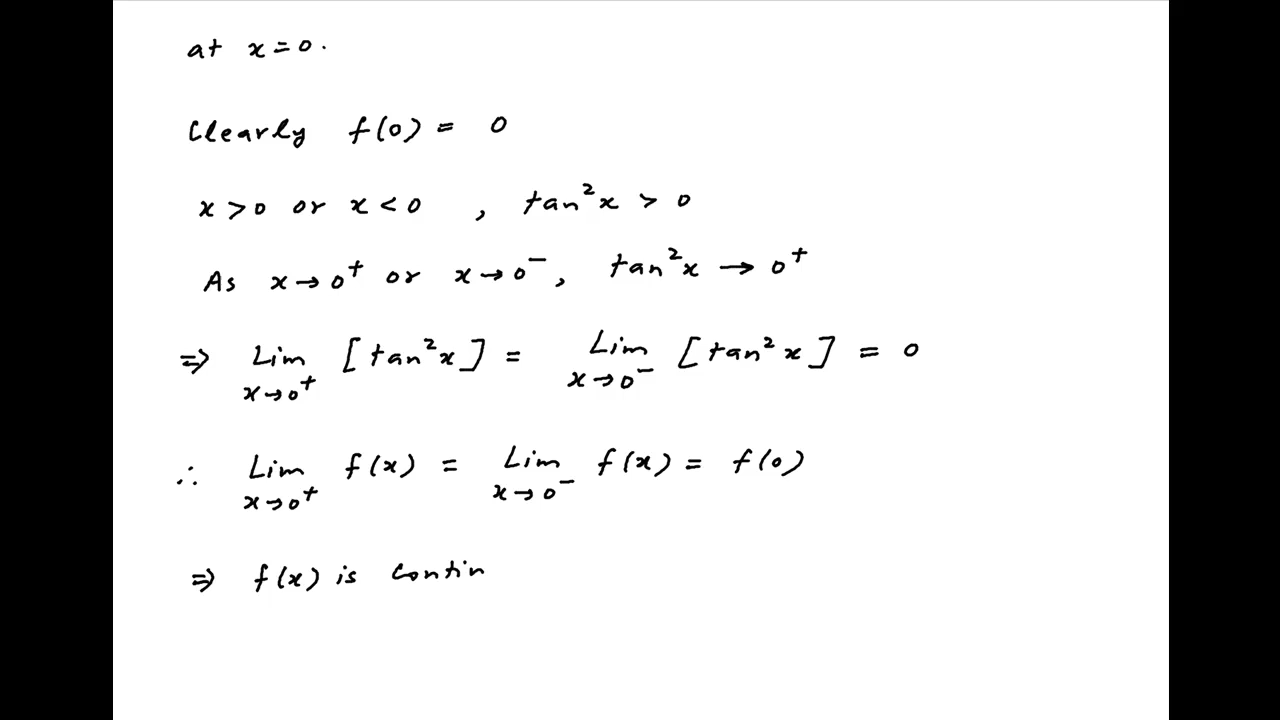 at x = 0.
Clearly f(0) = 0
x > 0 or x < 0 , tan²x > 0
As x → 0⁺ or x → 0⁻, tan²x → 0⁺
⇒ Lim x→0⁺ [tan²x] = Lim x→0⁻ [tan²x] = 0
∴ Lim x→0⁺ f(x) = Lim x→0⁻ f(x) = f(0)
⇒ f(x) is contin